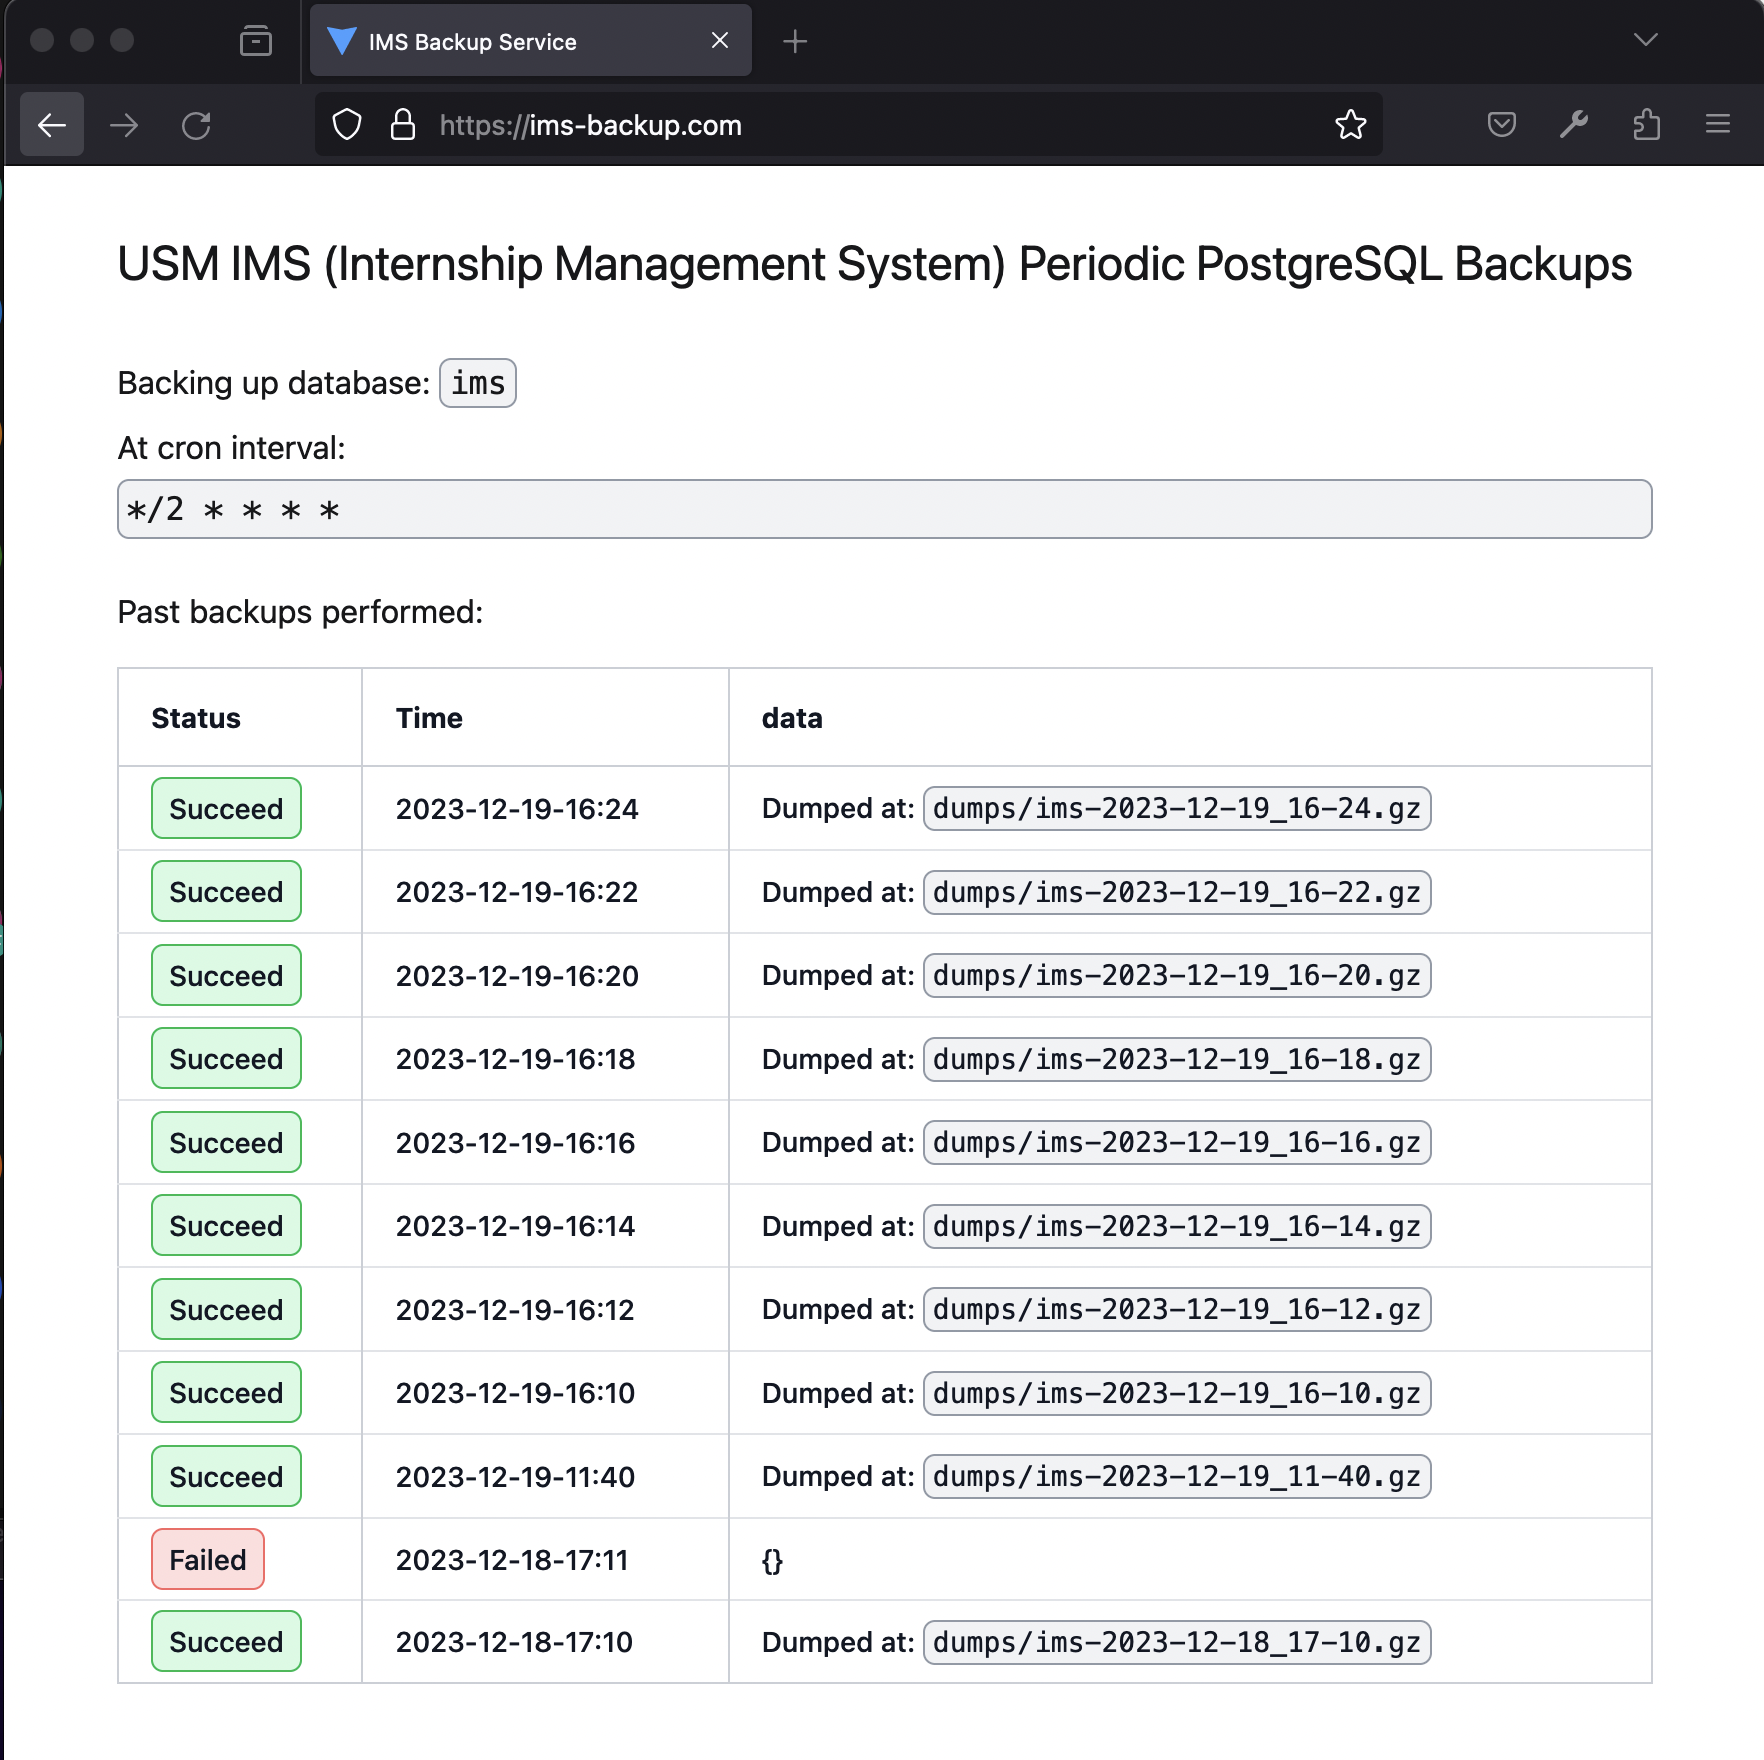 IMS Backup Service
https://ims-backup.com
USM IMS (Internship Management System) Periodic PostgreSQL Backups
Backing up database: ims
At cron interval:
*/2 * * * *
Past backups performed:
Status Time data
Succeed 2023-12-19-16:24 Dumped at: dumps/ims-2023-12-19_16-24.gz
Succeed 2023-12-19-16:22 Dumped at: dumps/ims-2023-12-19_16-22.gz
Succeed 2023-12-19-16:20 Dumped at: dumps/ims-2023-12-19_16-20.gz
Succeed 2023-12-19-16:18 Dumped at: dumps/ims-2023-12-19_16-18.gz
Succeed 2023-12-19-16:16 Dumped at: dumps/ims-2023-12-19_16-16.gz
Succeed 2023-12-19-16:14 Dumped at: dumps/ims-2023-12-19_16-14.gz
Succeed 2023-12-19-16:12 Dumped at: dumps/ims-2023-12-19_16-12.gz
Succeed 2023-12-19-16:10 Dumped at: dumps/ims-2023-12-19_16-10.gz
Succeed 2023-12-19-11:40 Dumped at: dumps/ims-2023-12-19_11-40.gz
Failed 2023-12-18-17:11 {}
Succeed 2023-12-18-17:10 Dumped at: dumps/ims-2023-12-18_17-10.gz